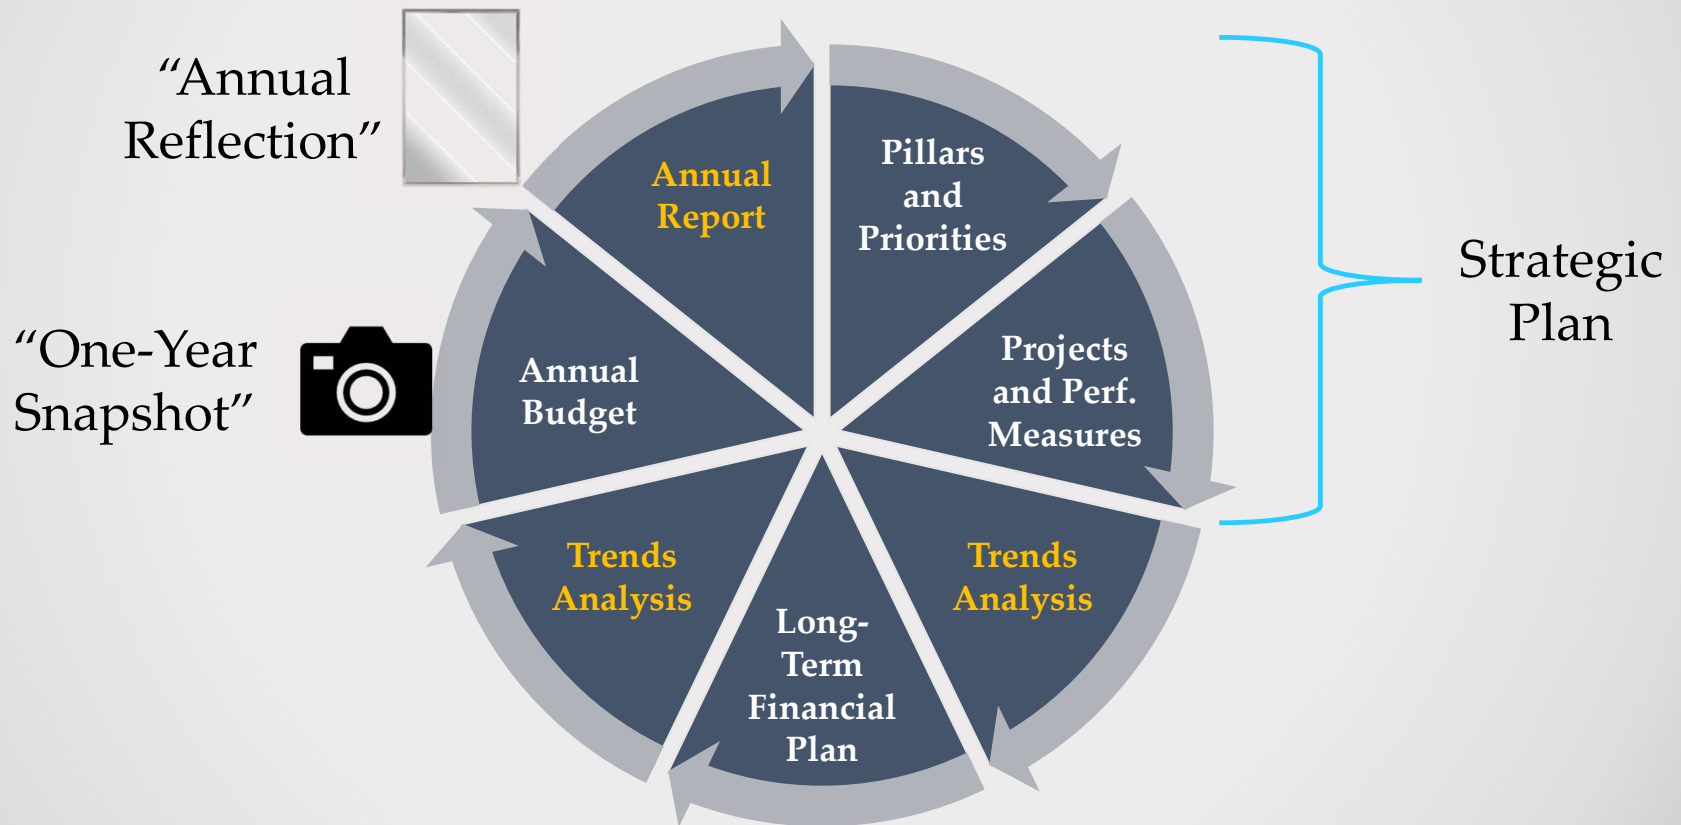 “Annual
Reflection”
Annual
Report
Pillars
and
Priorities
Strategic
Plan
“One-Year
Snapshot”
Annual
Budget
Projects
and Perf.
Measures
Trends
Analysis
Trends
Analysis
Long-
Term
Financial
Plan